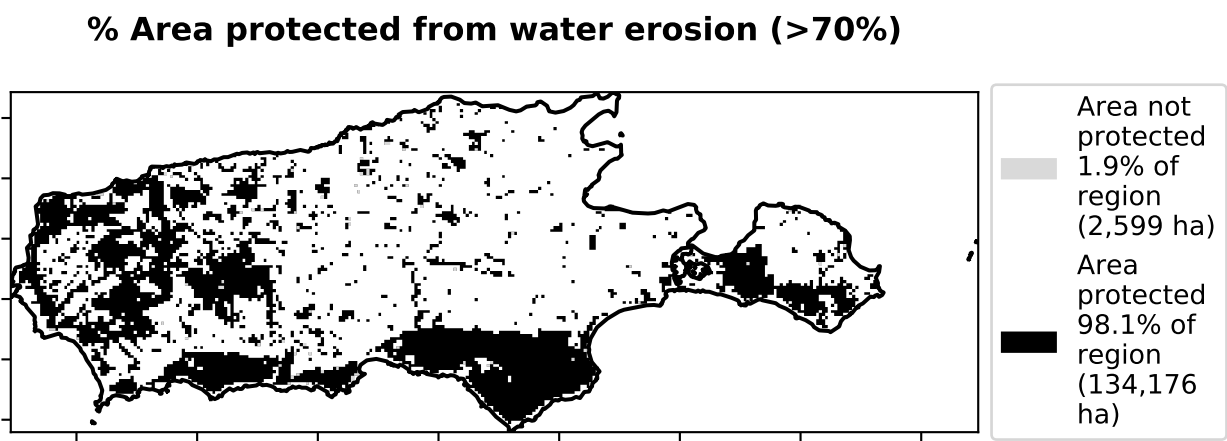 % Area protected from water erosion (>70%)
Area not
protected
1.9% of
region
(2,599 ha)
Area
protected
98.1% of
region
(134,176
ha)